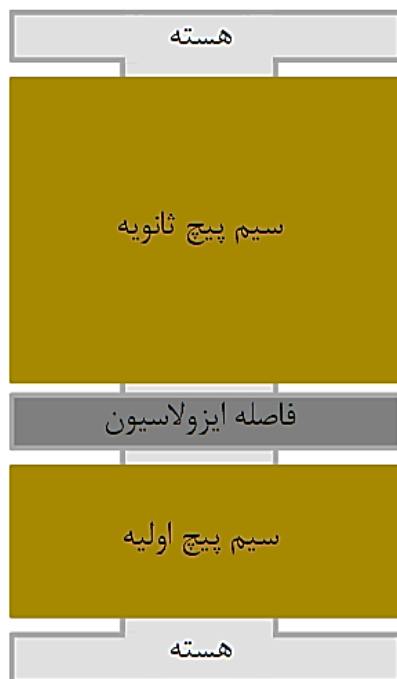 هسته
سیم پیچ ثانویه
فاصله ایزولاسیون
سیم پیچ اولیه
هسته